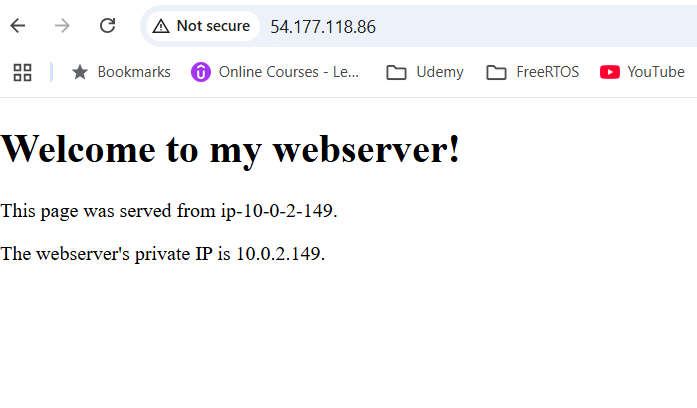 Not secure 54.177.118.86
Bookmarks Online Courses - Le... Udemy FreeRTOS YouTube
Welcome to my webserver!
This page was served from ip-10-0-2-149.
The webserver's private IP is 10.0.2.149.